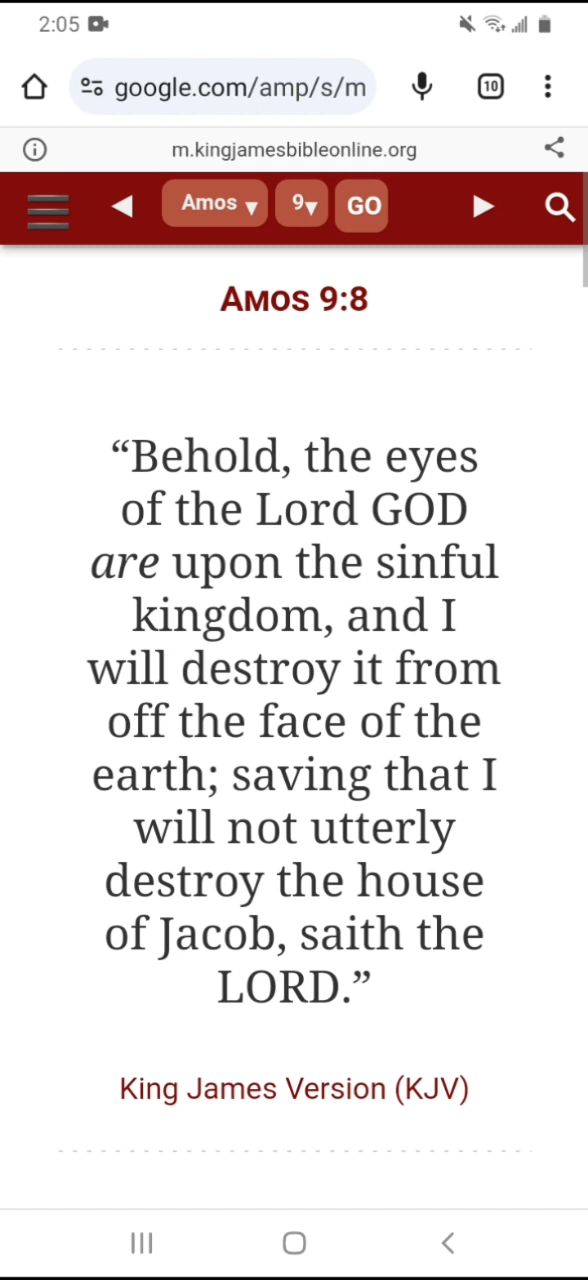 2:05
google.com/amp/s/m
10
m.kingjamesbibleonline.org
Amos ▼ 9▼ GO
AMOS 9:8
“Behold, the eyes
of the Lord GOD
are upon the sinful
kingdom, and I
will destroy it from
off the face of the
earth; saving that I
will not utterly
destroy the house
of Jacob, saith the
LORD.”
King James Version (KJV)